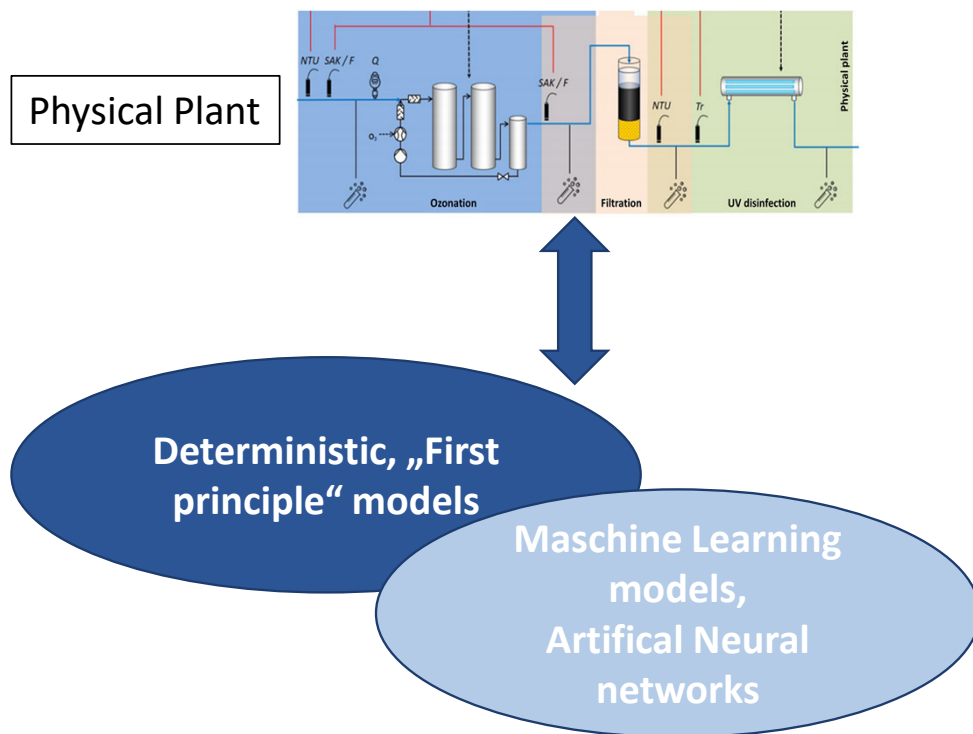 Physical Plant
NTU SAK / F Q
O₃
SAK / F
NTU Tr
Physical plant
Ozonation
Filtration
UV disinfection
Deterministic, „First
principle“ models
Maschine Learning
models,
Artifical Neural
networks